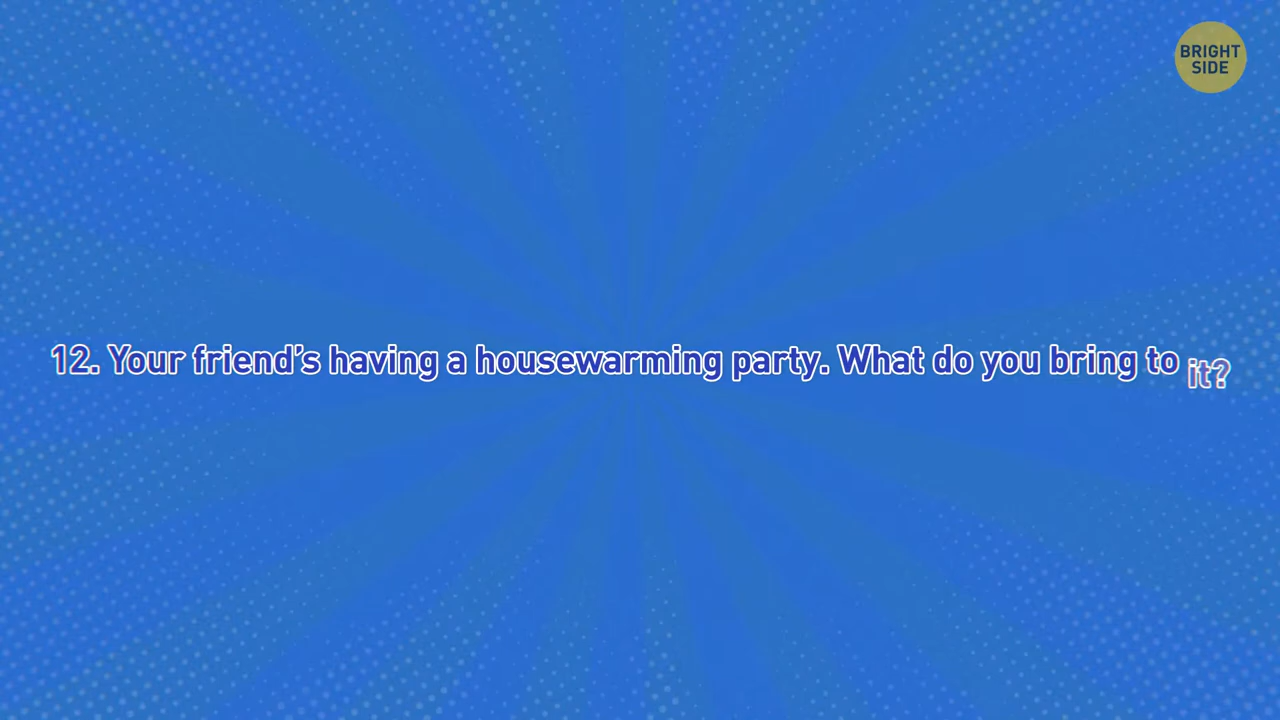 BRIGHT
SIDE
12. Your friend's having a housewarming party. What do you bring to it?